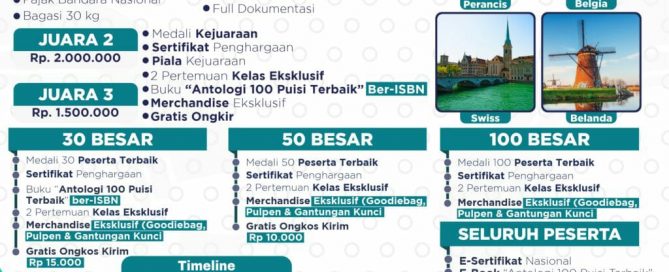 Pajak Bandara Nasional
Bagasi 30 kg
Full Dokumentasi
Perancis
Belgia
JUARA 2
Rp. 2.000.000
JUARA 3
Rp. 1.500.000
Medali Kejuaraan
Sertifikat Penghargaan
Piala Kejuaraan
2 Pertemuan Kelas Eksklusif
Buku “Antologi 100 Puisi Terbaik” Ber-ISBN
Merchandise Eksklusif
Gratis Ongkir
Swiss
Belanda
30 BESAR
Medali 30 Peserta Terbaik
Sertifikat Penghargaan
Buku “Antologi 100 Puisi
Terbaik” ber-ISBN
2 Pertemuan Kelas Eksklusif
Merchandise Eksklusif (Goodiebag,
Pulpen & Gantungan Kunci
Gratis Ongkos Kirim
Rp 15.000
50 BESAR
Medali 50 Peserta Terbaik
Sertifikat Penghargaan
2 Pertemuan Kelas Eksklusif
Merchandise Eksklusif (Goodiebag,
Pulpen & Gantungan Kunci
Gratis Ongkos Kirim
Rp 10.000
100 BESAR
Medali 100 Peserta Terbaik
Sertifikat Penghargaan
2 Pertemuan Kelas Eksklusif
Merchandise Eksklusif (Goodiebag,
Pulpen & Gantungan Kunci
SELURUH PESERTA
E-Sertifikat Nasional
E-Book “Antologi 100 Puisi Terbaik”
Timeline